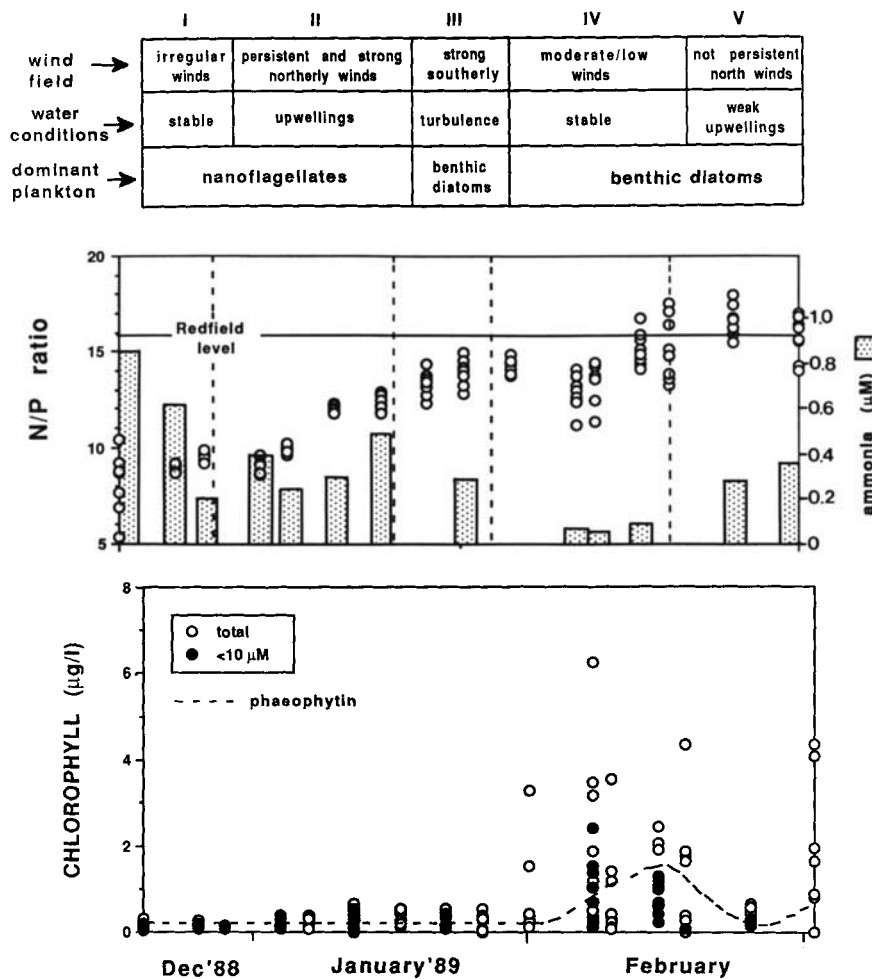 I II III IV V
wind field
irregular winds
persistent and strong northerly winds
strong southerly
moderate/low winds
not persistent north winds
water conditions
stable
upwellings
turbulence
stable
weak upwellings
dominant plankton
nanoflagellates
benthic diatoms
benthic diatoms
20
15
10
5
N/P ratio
Redfield level
1.0
0.8
0.6
0.4
0.2
0
ammonia (µM)
8
6
4
2
0
CHLOROPHYLL (µg/l)
total
<10 µM
phaeophytin
Dec'88 January'89 February